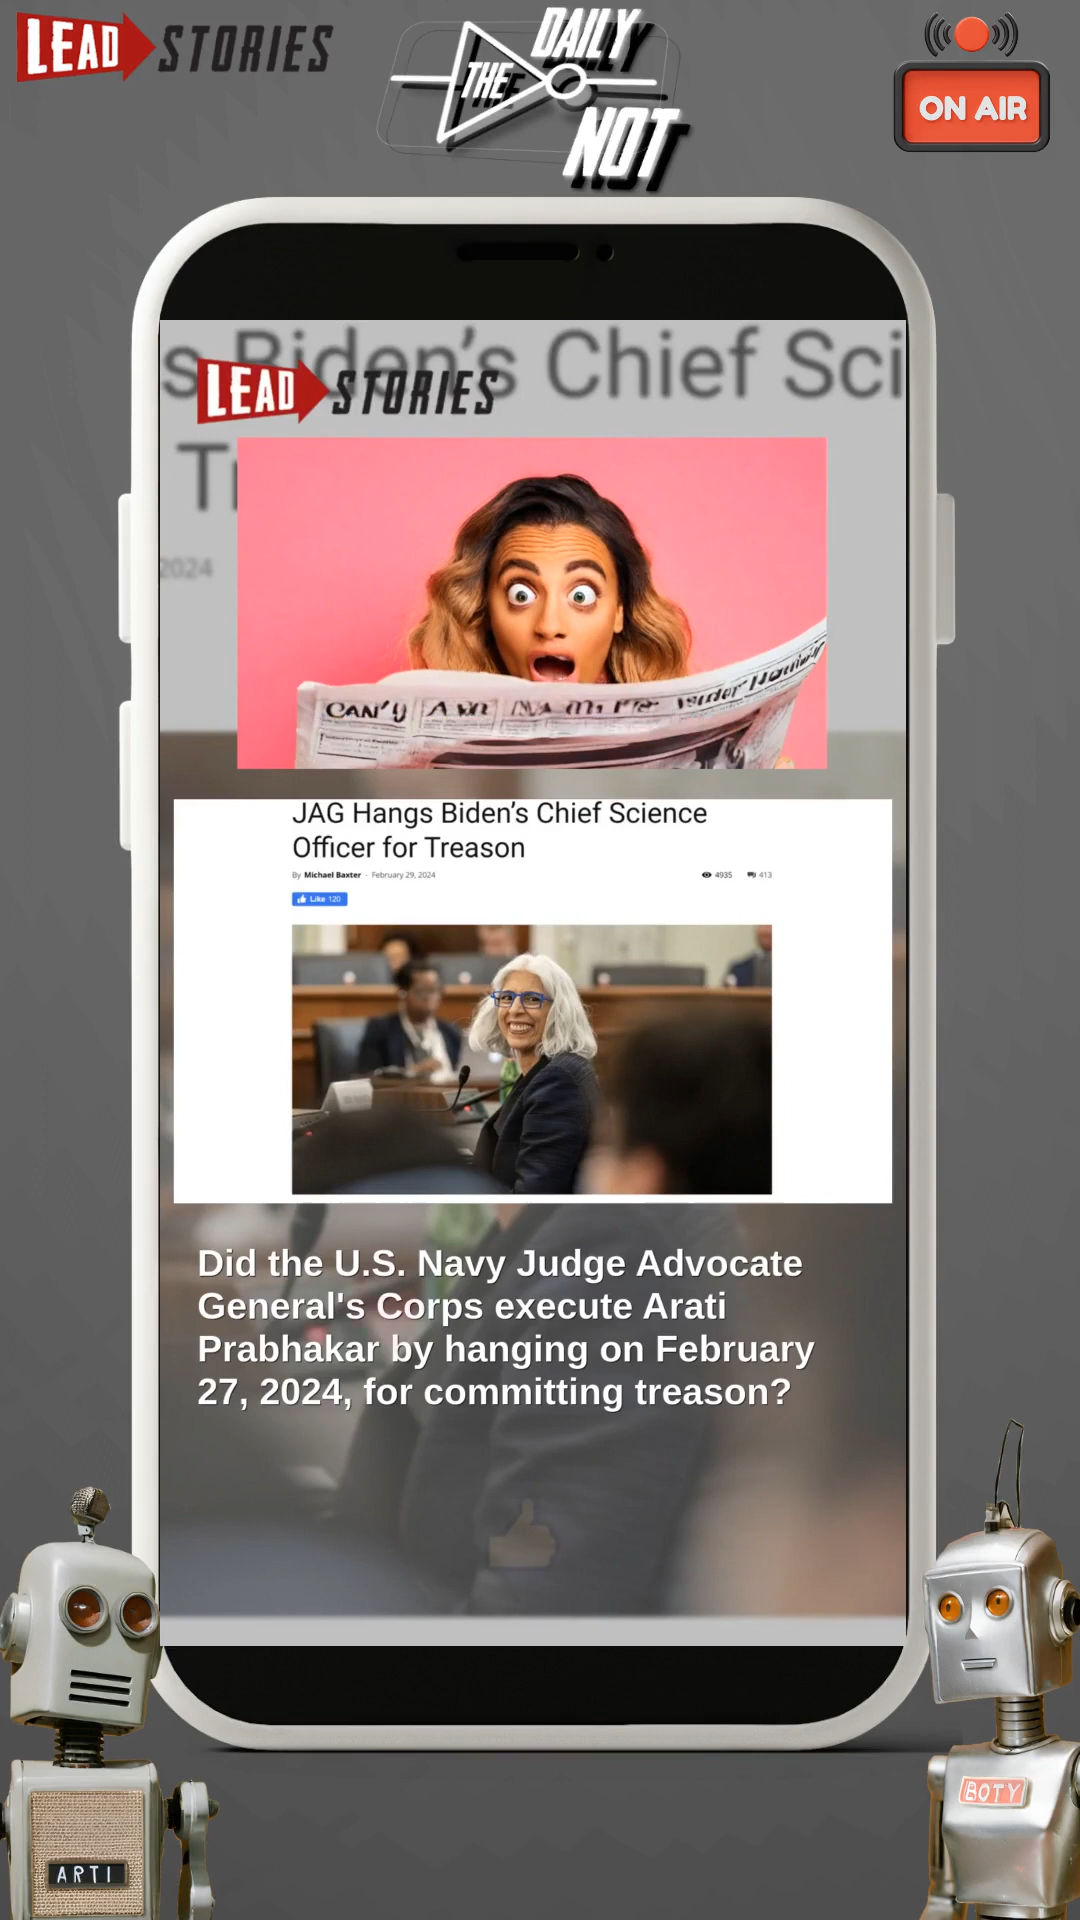 LEAD STORIES
THE DAILY NOT
ON AIR
s Biden's Chief Sci
LEAD STORIES
2024
JAG Hangs Biden's Chief Science
Officer for Treason
By Michael Baxter - February 29, 2024 4935 413
Like 120
Did the U.S. Navy Judge Advocate
General's Corps execute Arati
Prabhakar by hanging on February
27, 2024, for committing treason?
BOTY
ARTI